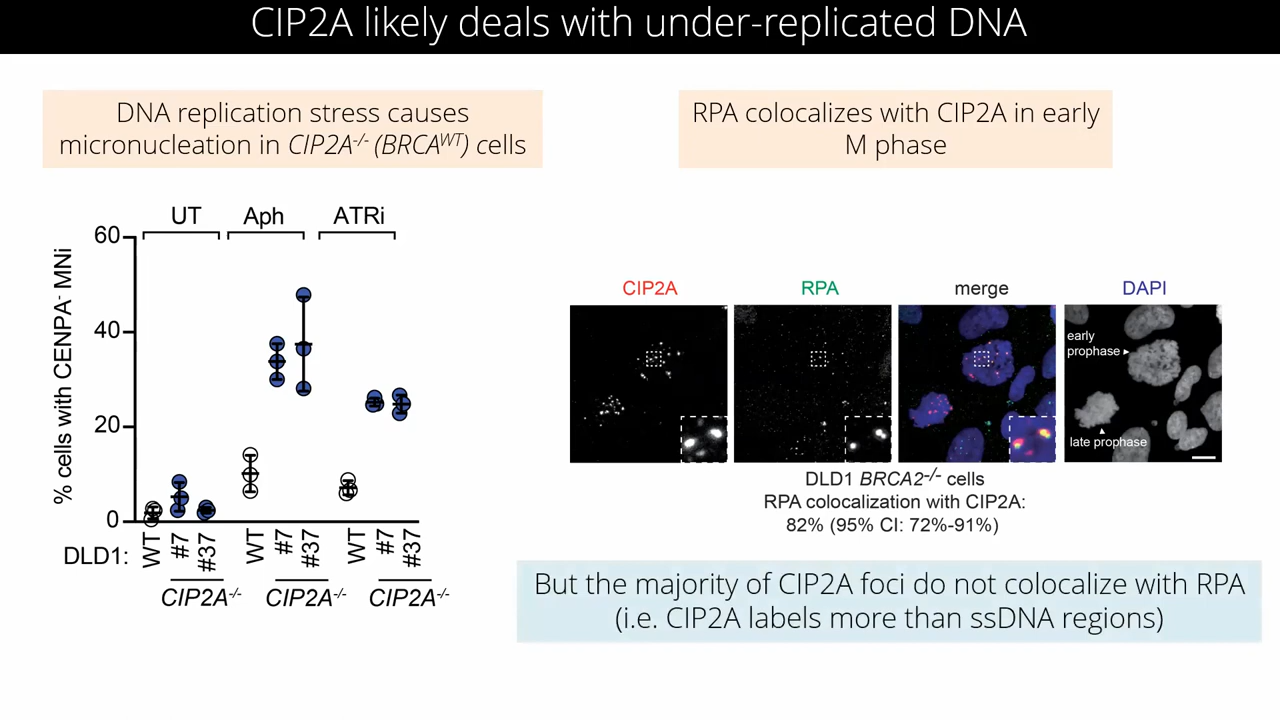 CIP2A likely deals with under-replicated DNA
DNA replication stress causes
micronucleation in CIP2A-/- (BRCAWT) cells
RPA colocalizes with CIP2A in early
M phase
UT Aph ATRi
% cells with CENPA- MNi
60
40
20
0
DLD1: WT #7 #37 WT #7 #37 WT #7 #37
CIP2A-/- CIP2A-/- CIP2A-/-
CIP2A RPA merge DAPI
early
prophase
late prophase
DLD1 BRCA2-/- cells
RPA colocalization with CIP2A:
82% (95% CI: 72%-91%)
But the majority of CIP2A foci do not colocalize with RPA
(i.e. CIP2A labels more than ssDNA regions)